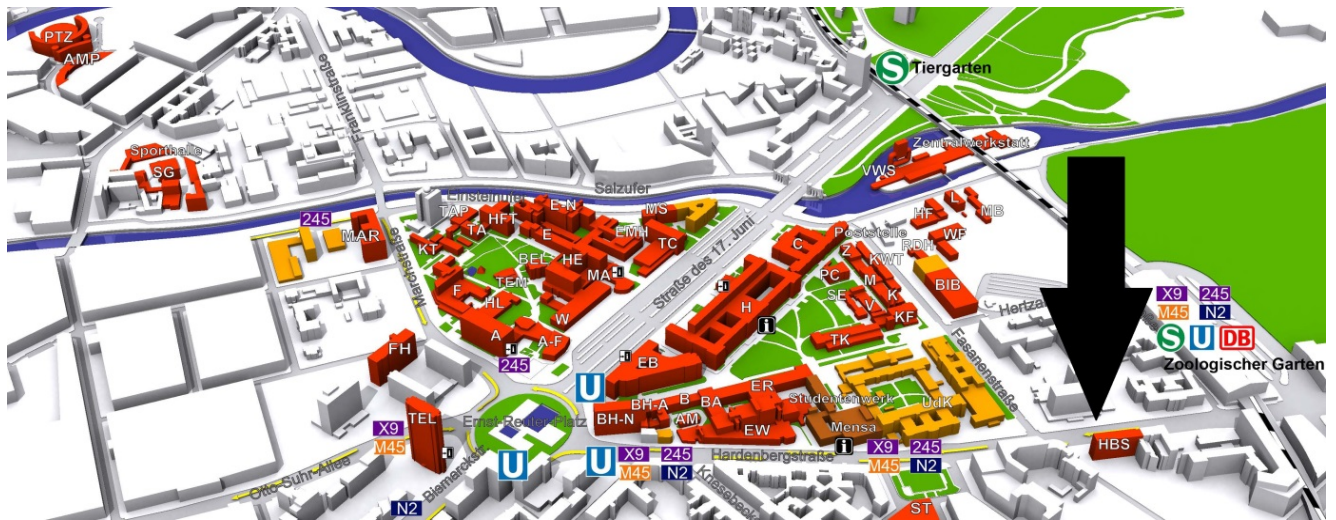 PTZ
AMP
Franklinstraße
S Tiergarten
Sporthalle
SG
Salzufer
Einsteinufer
Zentralwerkstatt
VWS
245
MAR
Marchstraße
TAP
HFT
E-N
MS
TA
KT
E
EMH
TC
BEL
HE
MA
TEM
F
HL
W
A
A-F
245
Straße des 17. Juni
C
Poststelle
Z
KWT
PC
M
SE
V
K
KF
H
i
TK
HF
L
MB
WF
RDH
BIB
Fasanenstraße
X9 245
M45 N2
S U DB
Zoologischer Garten
FH
TEL
X9
M45
Ernst-Reuter-Platz
U
EB
BH-N
BH-A
B
BA
AM
ER
EW
Studentenwerk
Mensa
i
UdK
HBS
Hardenbergstraße
X9 245
M45 N2
U
U
X9 245
M45 N2
Otto-Suhr-Allee
Bismarckstr.
N2
ST